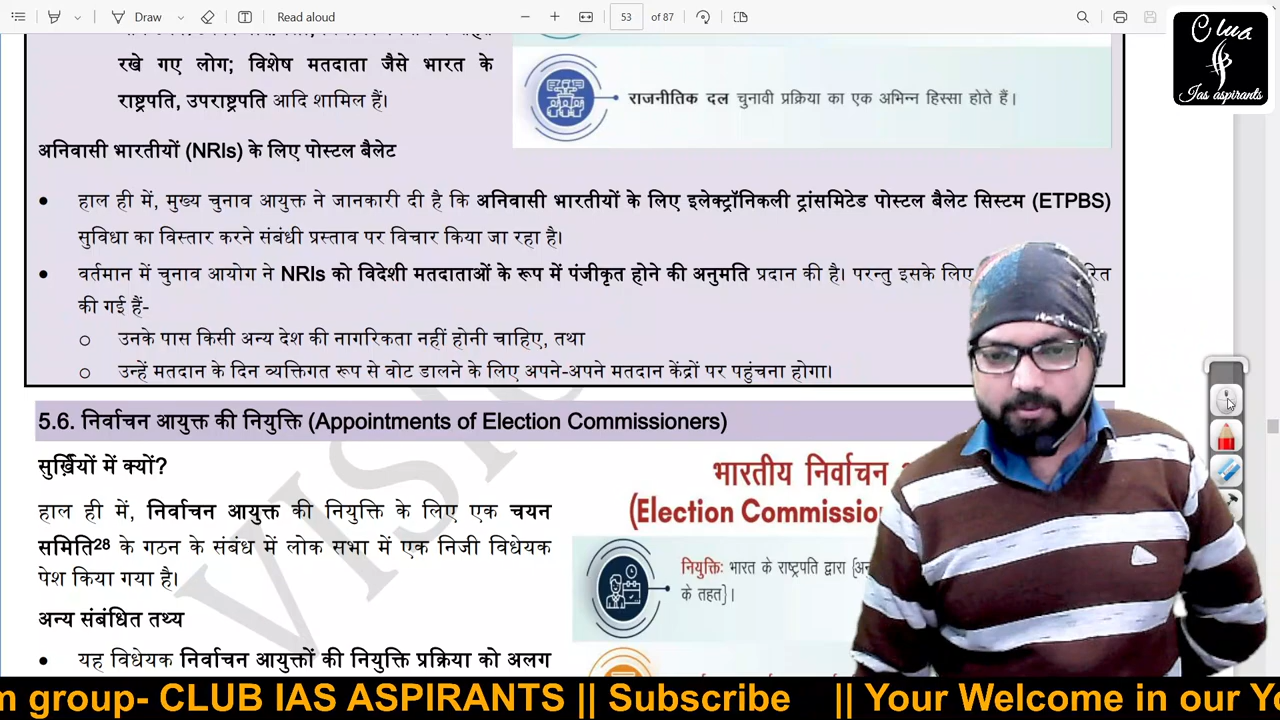 Draw
Read aloud
53 of 87
Clua
Ias aspirants
रखे गए लोग; विशेष मतदाता जैसे भारत के
राष्ट्रपति, उपराष्ट्रपति आदि शामिल हैं।
राजनीतिक दल चुनावी प्रक्रिया का एक अभिन्न हिस्सा होते हैं।
अनिवासी भारतीयों (NRIs) के लिए पोस्टल बैलेट
● हाल ही में, मुख्य चुनाव आयुक्त ने जानकारी दी है कि अनिवासी भारतीयों के लिए इलेक्ट्रॉनिकली ट्रांसमिटेड पोस्टल बैलेट सिस्टम (ETPBS)
सुविधा का विस्तार करने संबंधी प्रस्ताव पर विचार किया जा रहा है।
● वर्तमान में चुनाव आयोग ने NRIs को विदेशी मतदाताओं के रूप में पंजीकृत होने की अनुमति प्रदान की है। परन्तु इसके लिए
की गई हैं-
o उनके पास किसी अन्य देश की नागरिकता नहीं होनी चाहिए, तथा
o उन्हें मतदान के दिन व्यक्तिगत रूप से वोट डालने के लिए अपने-अपने मतदान केंद्रों पर पहुंचना होगा।
5.6. निर्वाचन आयुक्त की नियुक्ति (Appointments of Election Commissioners)
सुर्ख़ियों में क्यों?
हाल ही में, निर्वाचन आयुक्त की नियुक्ति के लिए एक चयन
समिति28 के गठन के संबंध में लोक सभा में एक निजी विधेयक
पेश किया गया है।
अन्य संबंधित तथ्य
● यह विधेयक निर्वाचन आयुक्तों की नियुक्ति प्रक्रिया को अलग
भारतीय निर्वाचन
(Election Commissio
नियुक्ति: भारत के राष्ट्रपति द्वारा
के तहत}।
VISI
m group- CLUB IAS ASPIRANTS || Subscribe || Your Welcome in our Yo